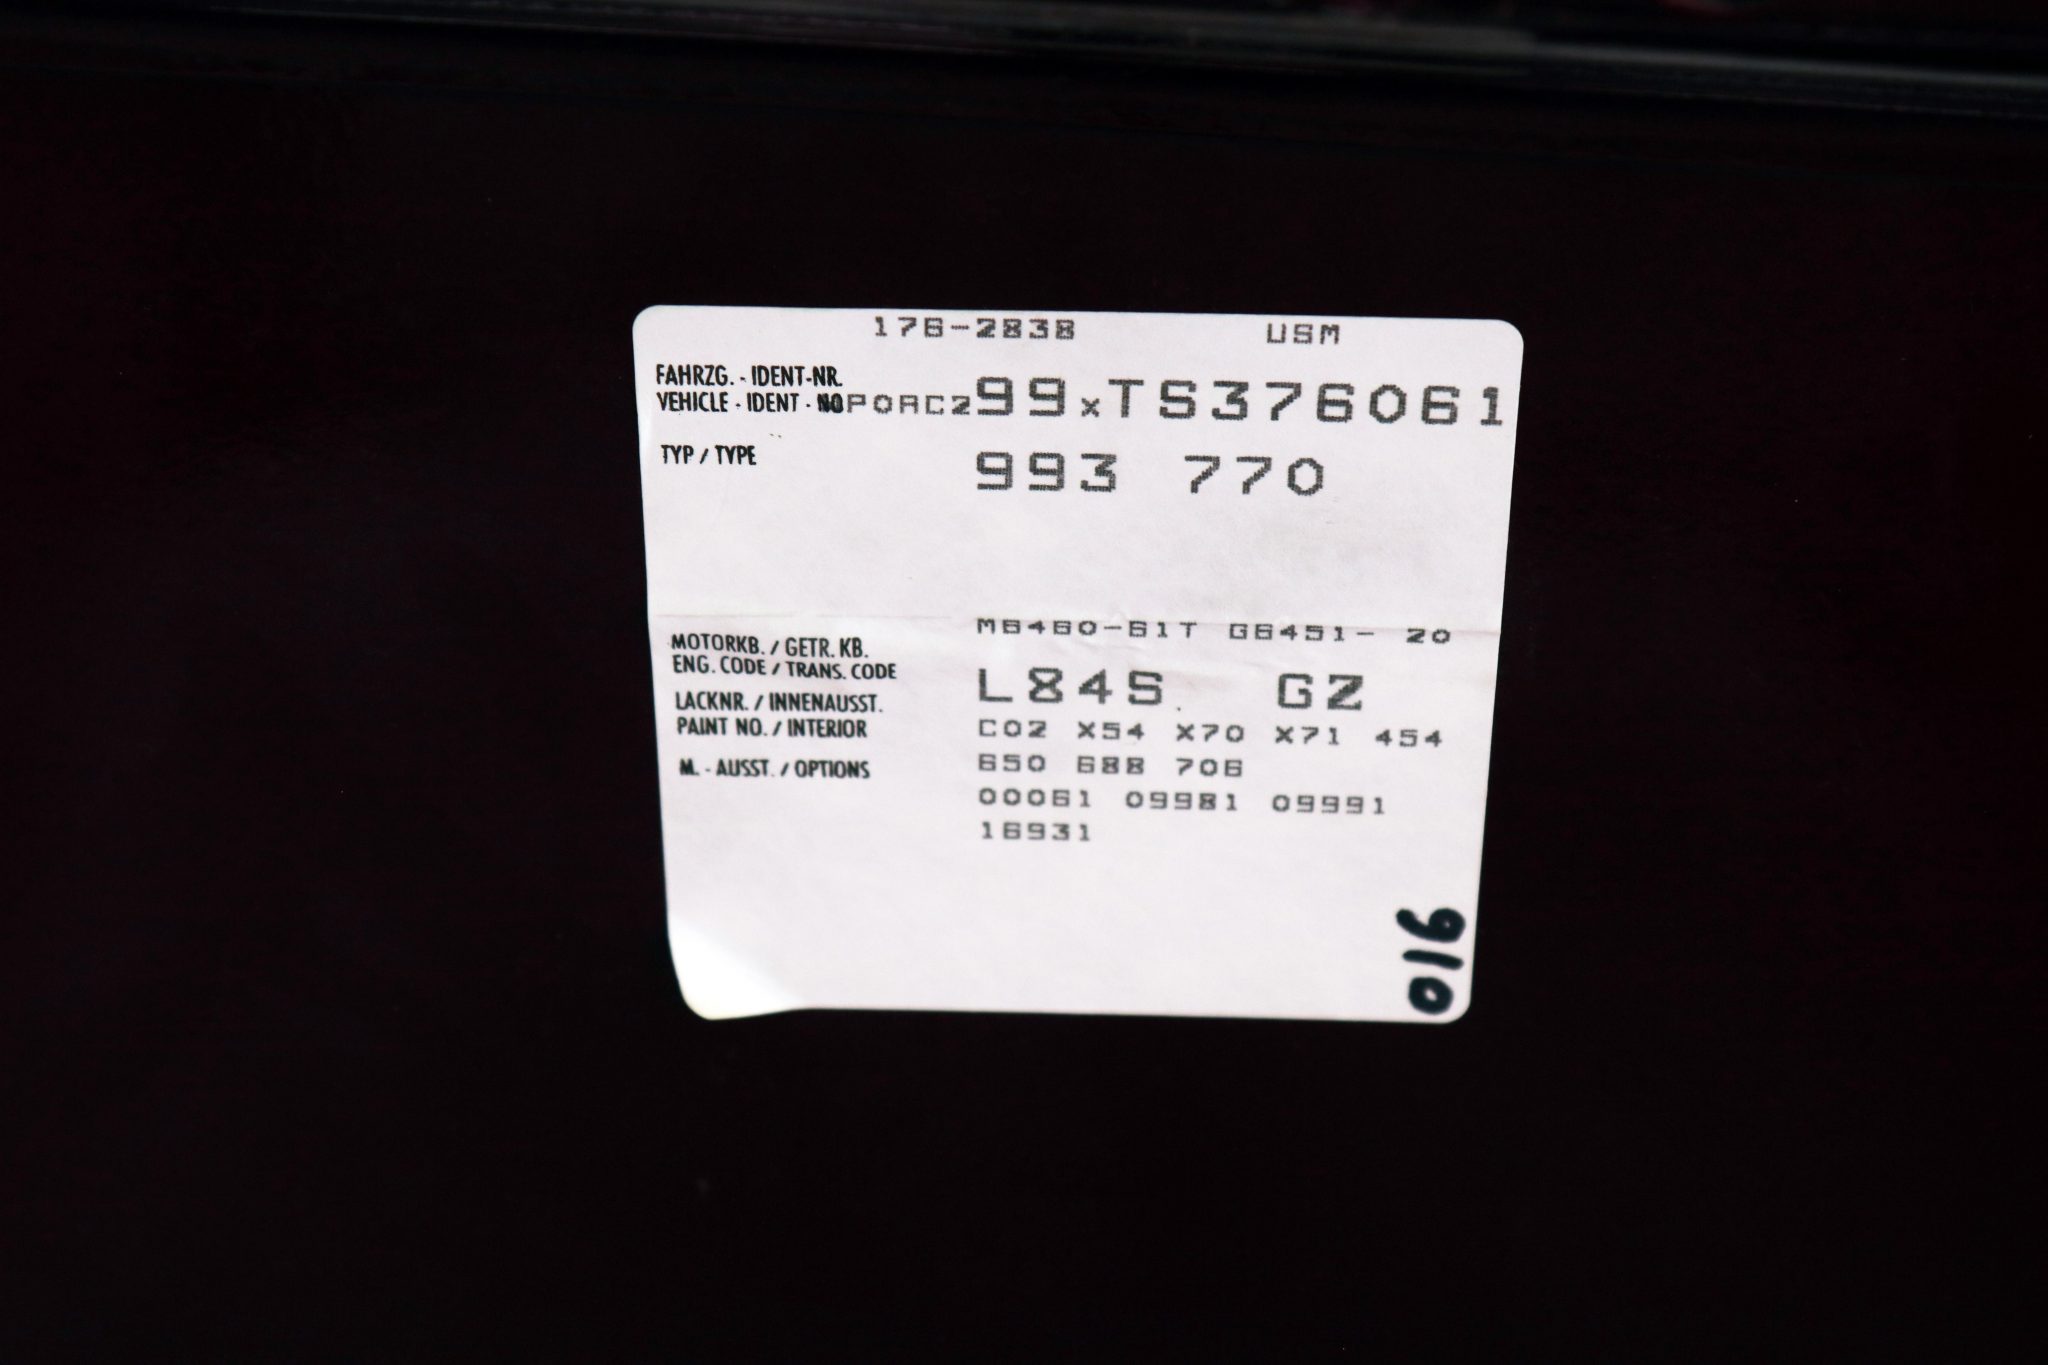 176-2838 USM
FAHRZG. - IDENT-NR.
VEHICLE - IDENT - NO P0AC299xTS376061
TYP / TYPE 993 770
M6460-61T G6451- 20
MOTORKB. / GETR. KB.
ENG. CODE / TRANS. CODE L84S GZ
LACKNR. / INNENAUSST.
PAINT NO. / INTERIOR C02 X54 X70 X71 454
M. - AUSST. / OPTIONS 650 688 706
00061 09981 09991
16931
016